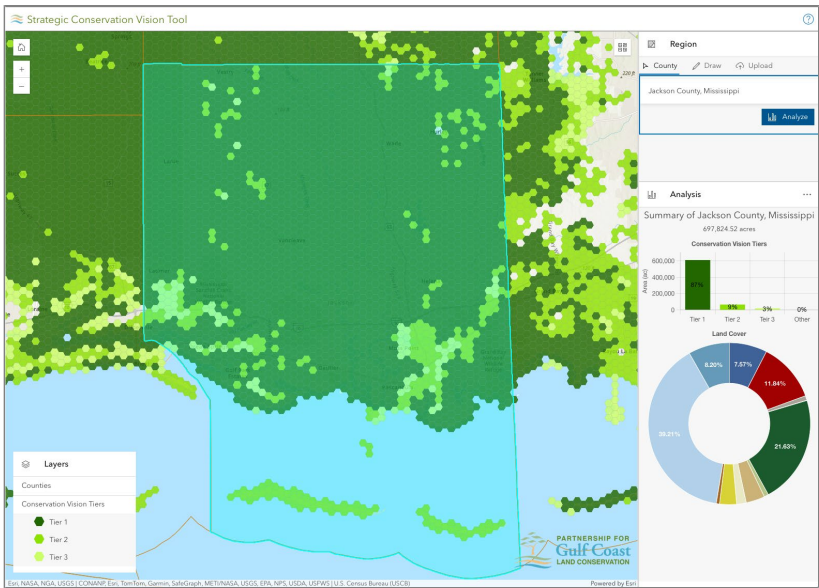 Strategic Conservation Vision Tool
220 ft
Region
County
Draw
Upload
Jackson County, Mississippi
Analyze
Analysis
Summary of Jackson County, Mississippi
697,824.52 acres
Conservation Vision Tiers
Area (ac)
600,000
400,000
200,000
0
87%
9%
3%
0%
Tier 1
Tier 2
Teir 3
Other
Land Cover
8.20%
7.57%
11.84%
21.63%
Layers
Counties
Conservation Vision Tiers
Tier 1
Tier 2
Tier 3
PARTNERSHIP FOR
Gulf Coast
LAND CONSERVATION
Esri, NASA, NGA, USGS | CONANP, Esri, TomTom, Garmin, SafeGraph, METI/NASA, USGS, EPA, NPS, USDA, USFWS | U.S. Census Bureau (USCB)
Powered by Esri